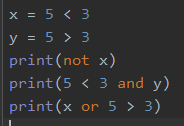 x = 5 < 3
y = 5 > 3
print(not x)
print(5 < 3 and y)
print(x or 5 > 3)